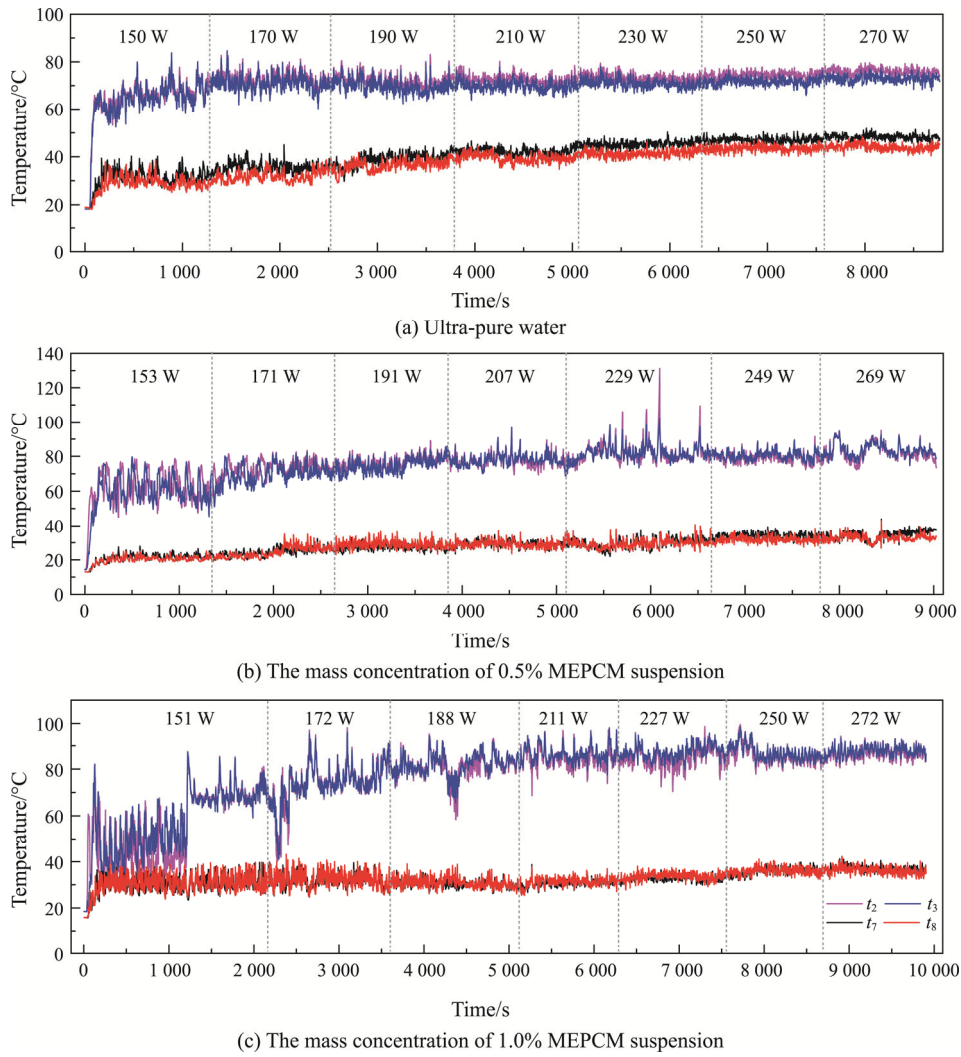 100
150 W 170 W 190 W 210 W 230 W 250 W 270 W
80
60
40
20
0
Temperature/°C
0 1 000 2 000 3 000 4 000 5 000 6 000 7 000 8 000
Time/s
(a) Ultra-pure water
140
153 W 171 W 191 W 207 W 229 W 249 W 269 W
120
100
80
60
40
20
0
Temperature/°C
0 1 000 2 000 3 000 4 000 5 000 6 000 7 000 8 000 9 000
Time/s
(b) The mass concentration of 0.5% MEPCM suspension
151 W 172 W 188 W 211 W 227 W 250 W 272 W
100
80
60
40
20
0
Temperature/°C
t2 t3
t7 t8
0 1 000 2 000 3 000 4 000 5 000 6 000 7 000 8 000 9 000 10 000
Time/s
(c) The mass concentration of 1.0% MEPCM suspension